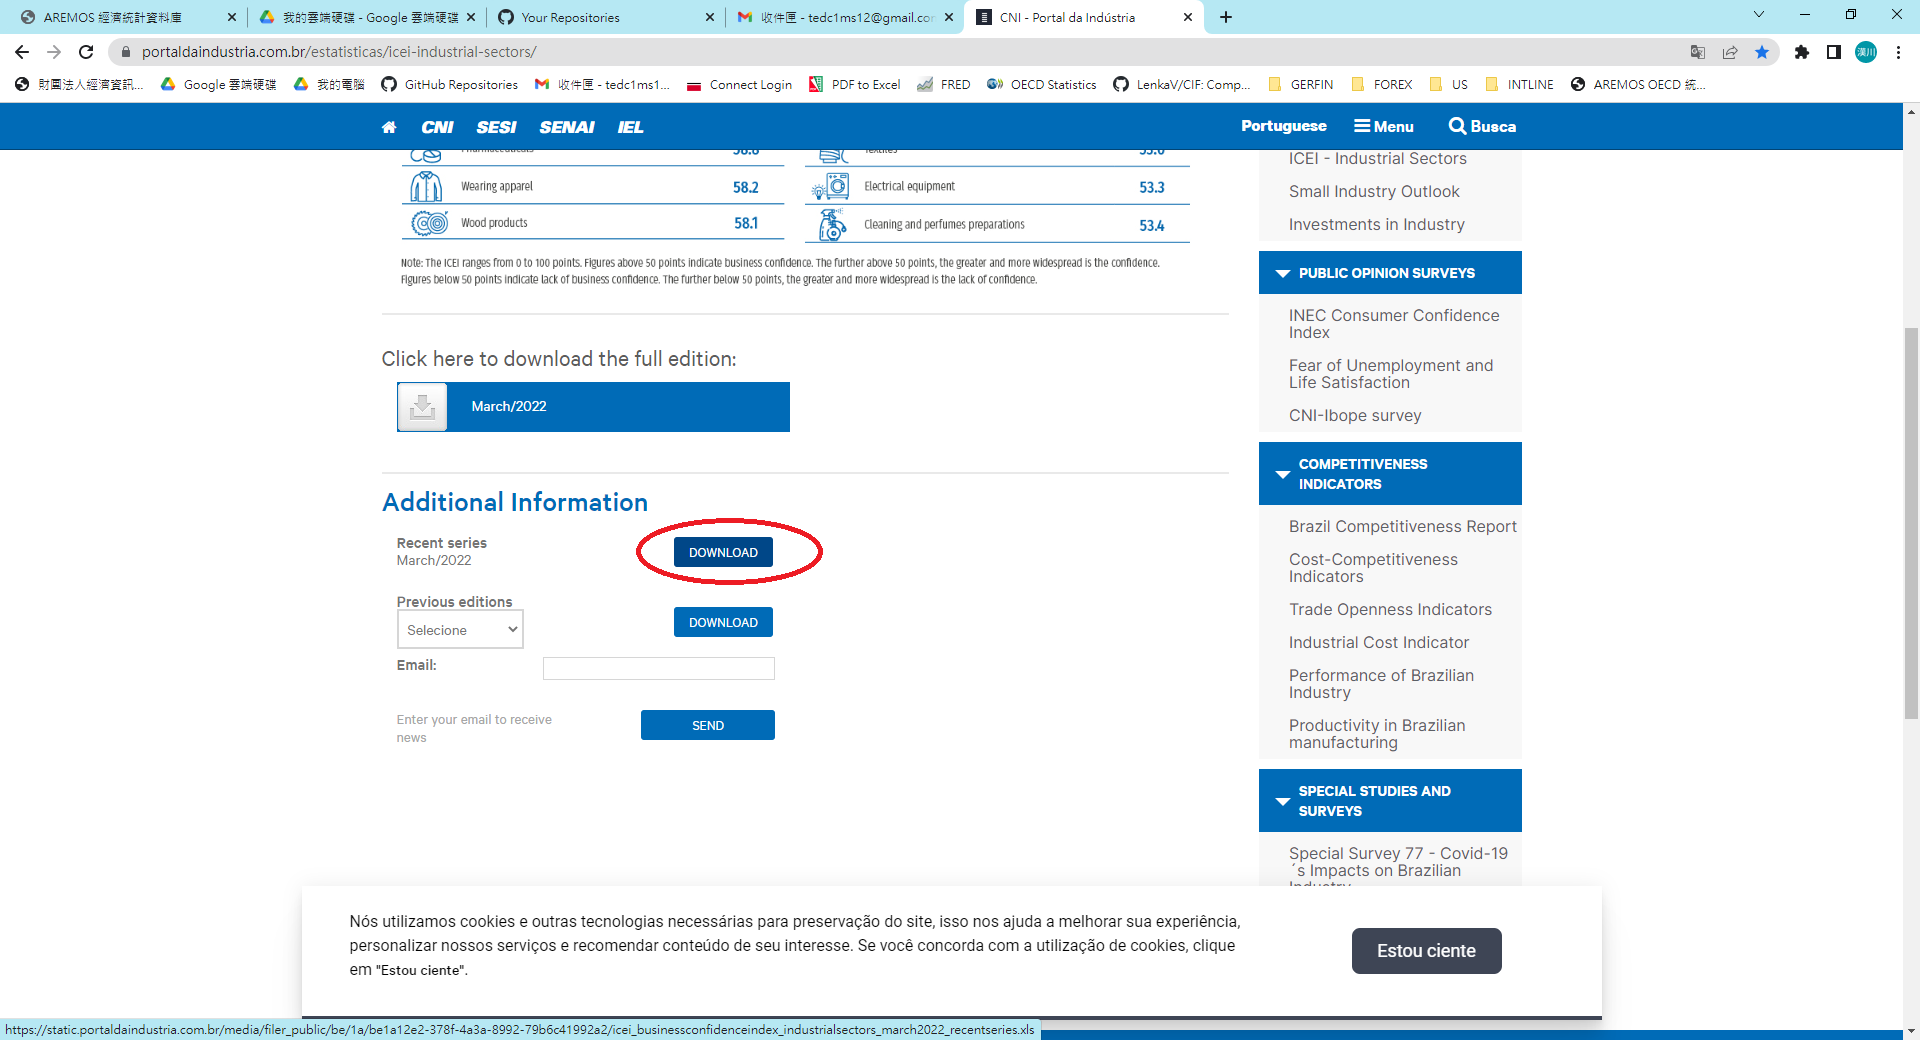 AREMOS 經濟統計資料庫
我的雲端硬碟 - Google 雲端硬碟
Your Repositories
收件匣 - tedc1ms12@gmail.co
CNI - Portal da Indústria
portaldaindustria.com.br/estatisticas/icei-industrial-sectors/
漢川
財團法人經濟資訊...
Google 雲端硬碟
我的電腦
GitHub Repositories
收件匣 - tedc1ms1...
Connect Login
PDF to Excel
FRED
OECD Statistics
LenkaV/CIF: Comp...
GERFIN
FOREX
US
INTLINE
AREMOS OECD 統...
CNI
SESI
SENAI
IEL
Portuguese
Menu
Busca
Pharmaceuticals 58.8
Wearing apparel 58.2
Wood products 58.1
Textiles
Electrical equipment 53.3
Cleaning and perfumes preparations 53.4
Note: The ICEI ranges from 0 to 100 points. Figures above 50 points indicate business confidence. The further above 50 points, the greater and more widespread is the confidence.
Figures below 50 points indicate lack of business confidence. The further below 50 points, the greater and more widespread is the lack of confidence.
Click here to download the full edition:
March/2022
Additional Information
Recent series
March/2022
DOWNLOAD
Previous editions
Selecione
DOWNLOAD
Email:
Enter your email to receive
news
SEND
ICEI - Industrial Sectors
Small Industry Outlook
Investments in Industry
PUBLIC OPINION SURVEYS
INEC Consumer Confidence
Index
Fear of Unemployment and
Life Satisfaction
CNI-Ibope survey
COMPETITIVENESS
INDICATORS
Brazil Competitiveness Report
Cost-Competitiveness
Indicators
Trade Openness Indicators
Industrial Cost Indicator
Performance of Brazilian
Industry
Productivity in Brazilian
manufacturing
SPECIAL STUDIES AND
SURVEYS
Special Survey 77 - Covid-19
´s Impacts on Brazilian
Industry
Nós utilizamos cookies e outras tecnologias necessárias para preservação do site, isso nos ajuda a melhorar sua experiência,
personalizar nossos serviços e recomendar conteúdo de seu interesse. Se você concorda com a utilização de cookies, clique
em "Estou ciente".
Estou ciente
https://static.portaldaindustria.com.br/media/filer_public/be/1a/be1a12e2-378f-4a3a-8992-79b6c41992a2/icei_businessconfidenceindex_industrialsectors_march2022_recentseries.xls